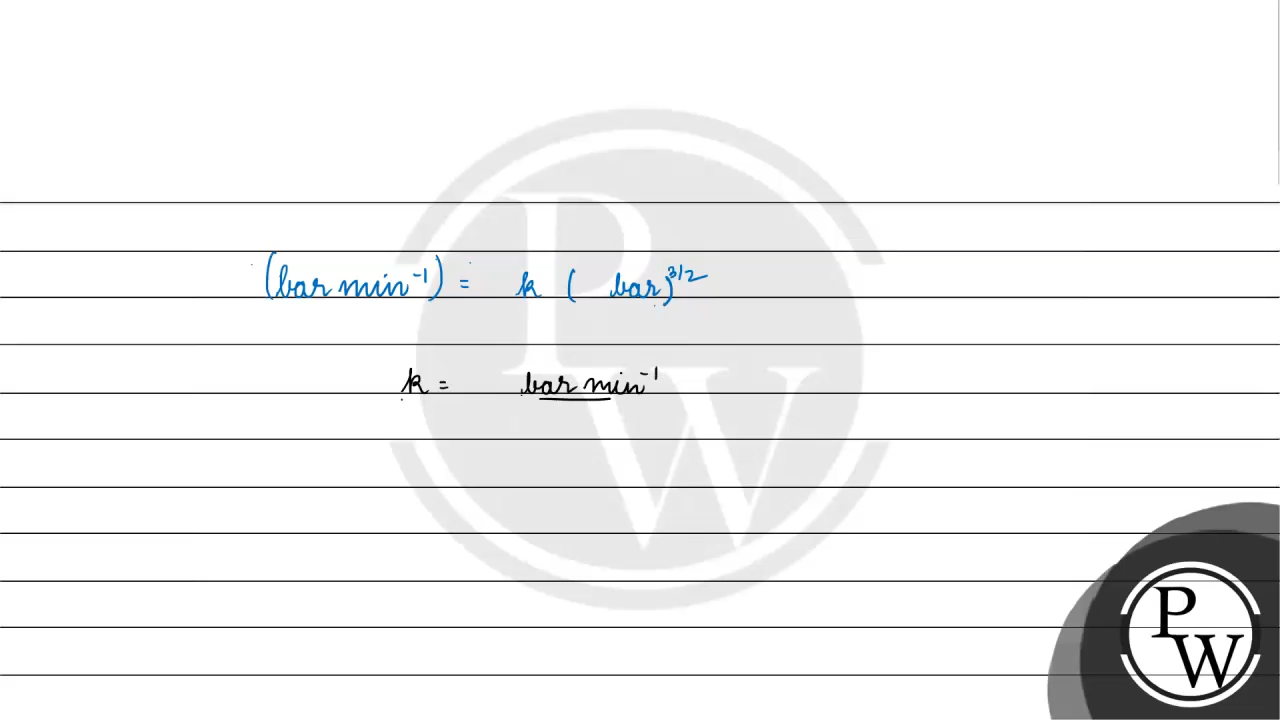 (bar min⁻¹) = k ( bar)³/²
k = bar min⁻¹
P
W
P
W